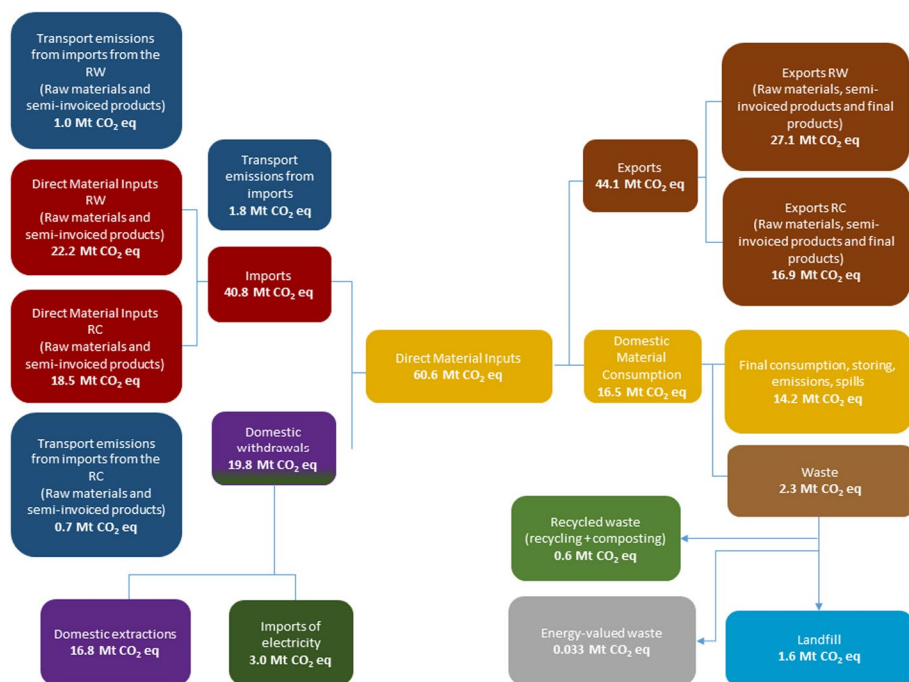 Transport emissions
from imports from the
RW
(Raw materials and
semi-invoiced products)
1.0 Mt CO₂ eq
Direct Material Inputs
RW
(Raw materials and
semi-invoiced products)
22.2 Mt CO₂ eq
Direct Material Inputs
RC
(Raw materials and
semi-invoiced products)
18.5 Mt CO₂ eq
Transport emissions
from imports from the
RC
(Raw materials and
semi-invoiced products)
0.7 Mt CO₂ eq
Transport
emissions from
imports
1.8 Mt CO₂ eq
Imports
40.8 Mt CO₂ eq
Domestic
withdrawals
19.8 Mt CO₂ eq
Domestic extractions
16.8 Mt CO₂ eq
Imports of
electricity
3.0 Mt CO₂ eq
Direct Material Inputs
60.6 Mt CO₂ eq
Exports
44.1 Mt CO₂ eq
Exports RW
(Raw materials, semi-
invoiced products and final
products)
27.1 Mt CO₂ eq
Exports RC
(Raw materials, semi-
invoiced products and final
products)
16.9 Mt CO₂ eq
Domestic
Material
Consumption
16.5 Mt CO₂ eq
Final consumption, storing,
emissions, spills
14.2 Mt CO₂ eq
Waste
2.3 Mt CO₂ eq
Recycled waste
(recycling + composting)
0.6 Mt CO₂ eq
Energy-valued waste
0.033 Mt CO₂ eq
Landfill
1.6 Mt CO₂ eq